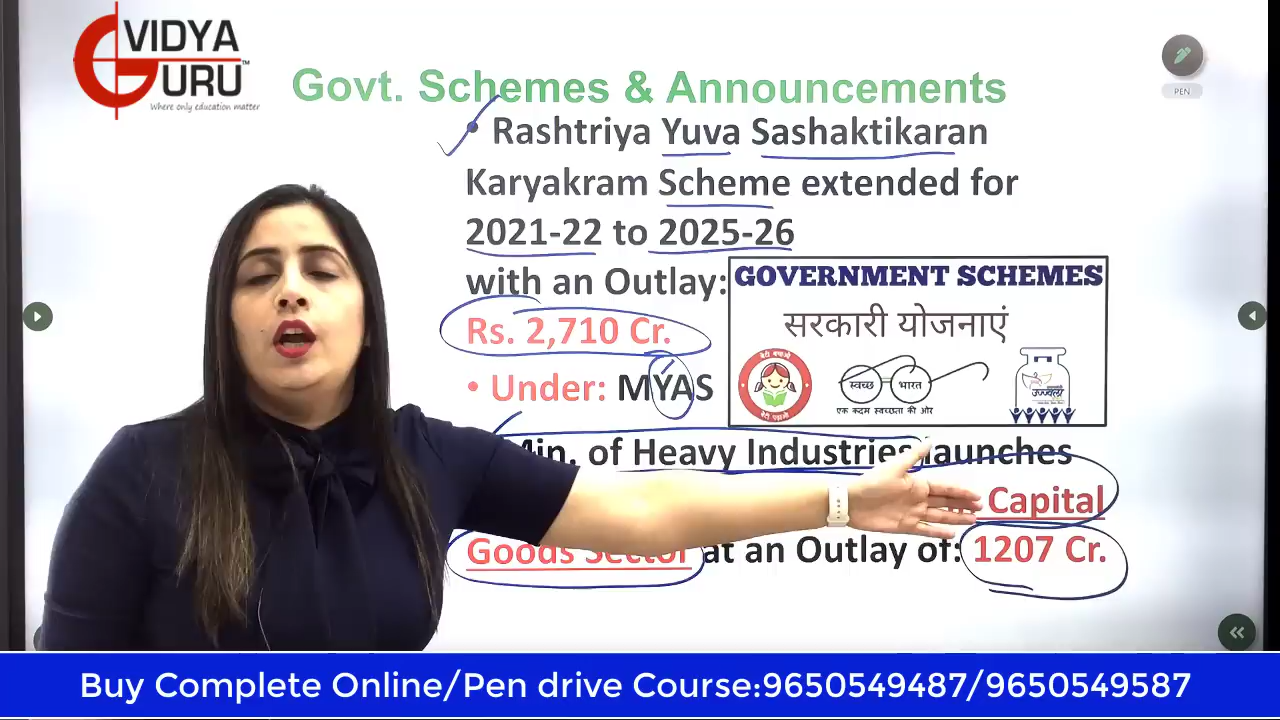 VIDYA
GURU
TM
Where only education matter
Govt. Schemes & Announcements
PEN
• Rashtriya Yuva Sashaktikaran
Karyakram Scheme extended for
2021-22 to 2025-26
with an Outlay:
Rs. 2,710 Cr.
• Under: MYAS
GOVERNMENT SCHEMES
सरकारी योजनाएं
बेटी बचाओ
बेटी पढ़ाओ
स्वच्छ भारत
एक कदम स्वच्छता की ओर
उज्ज्वला
Min. of Heavy Industries launches
Capital
Goods Sector at an Outlay of: 1207 Cr.
Buy Complete Online/Pen drive Course:9650549487/9650549587